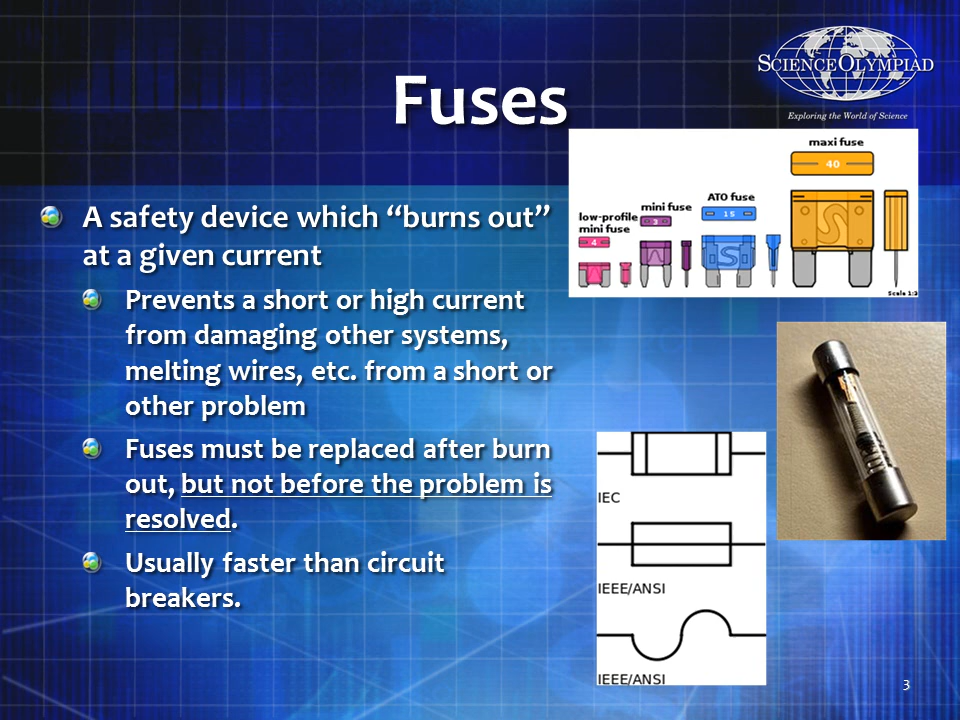 SCIENCEOLYMPIAD
Exploring the World of Science
Fuses
A safety device which “burns out”
at a given current
Prevents a short or high current
from damaging other systems,
melting wires, etc. from a short or
other problem
Fuses must be replaced after burn
out, but not before the problem is
resolved.
Usually faster than circuit
breakers.
maxi fuse
40
ATO fuse
15
mini fuse
3
low-profile
mini fuse
4
IEC
IEEE/ANSI
IEEE/ANSI
3